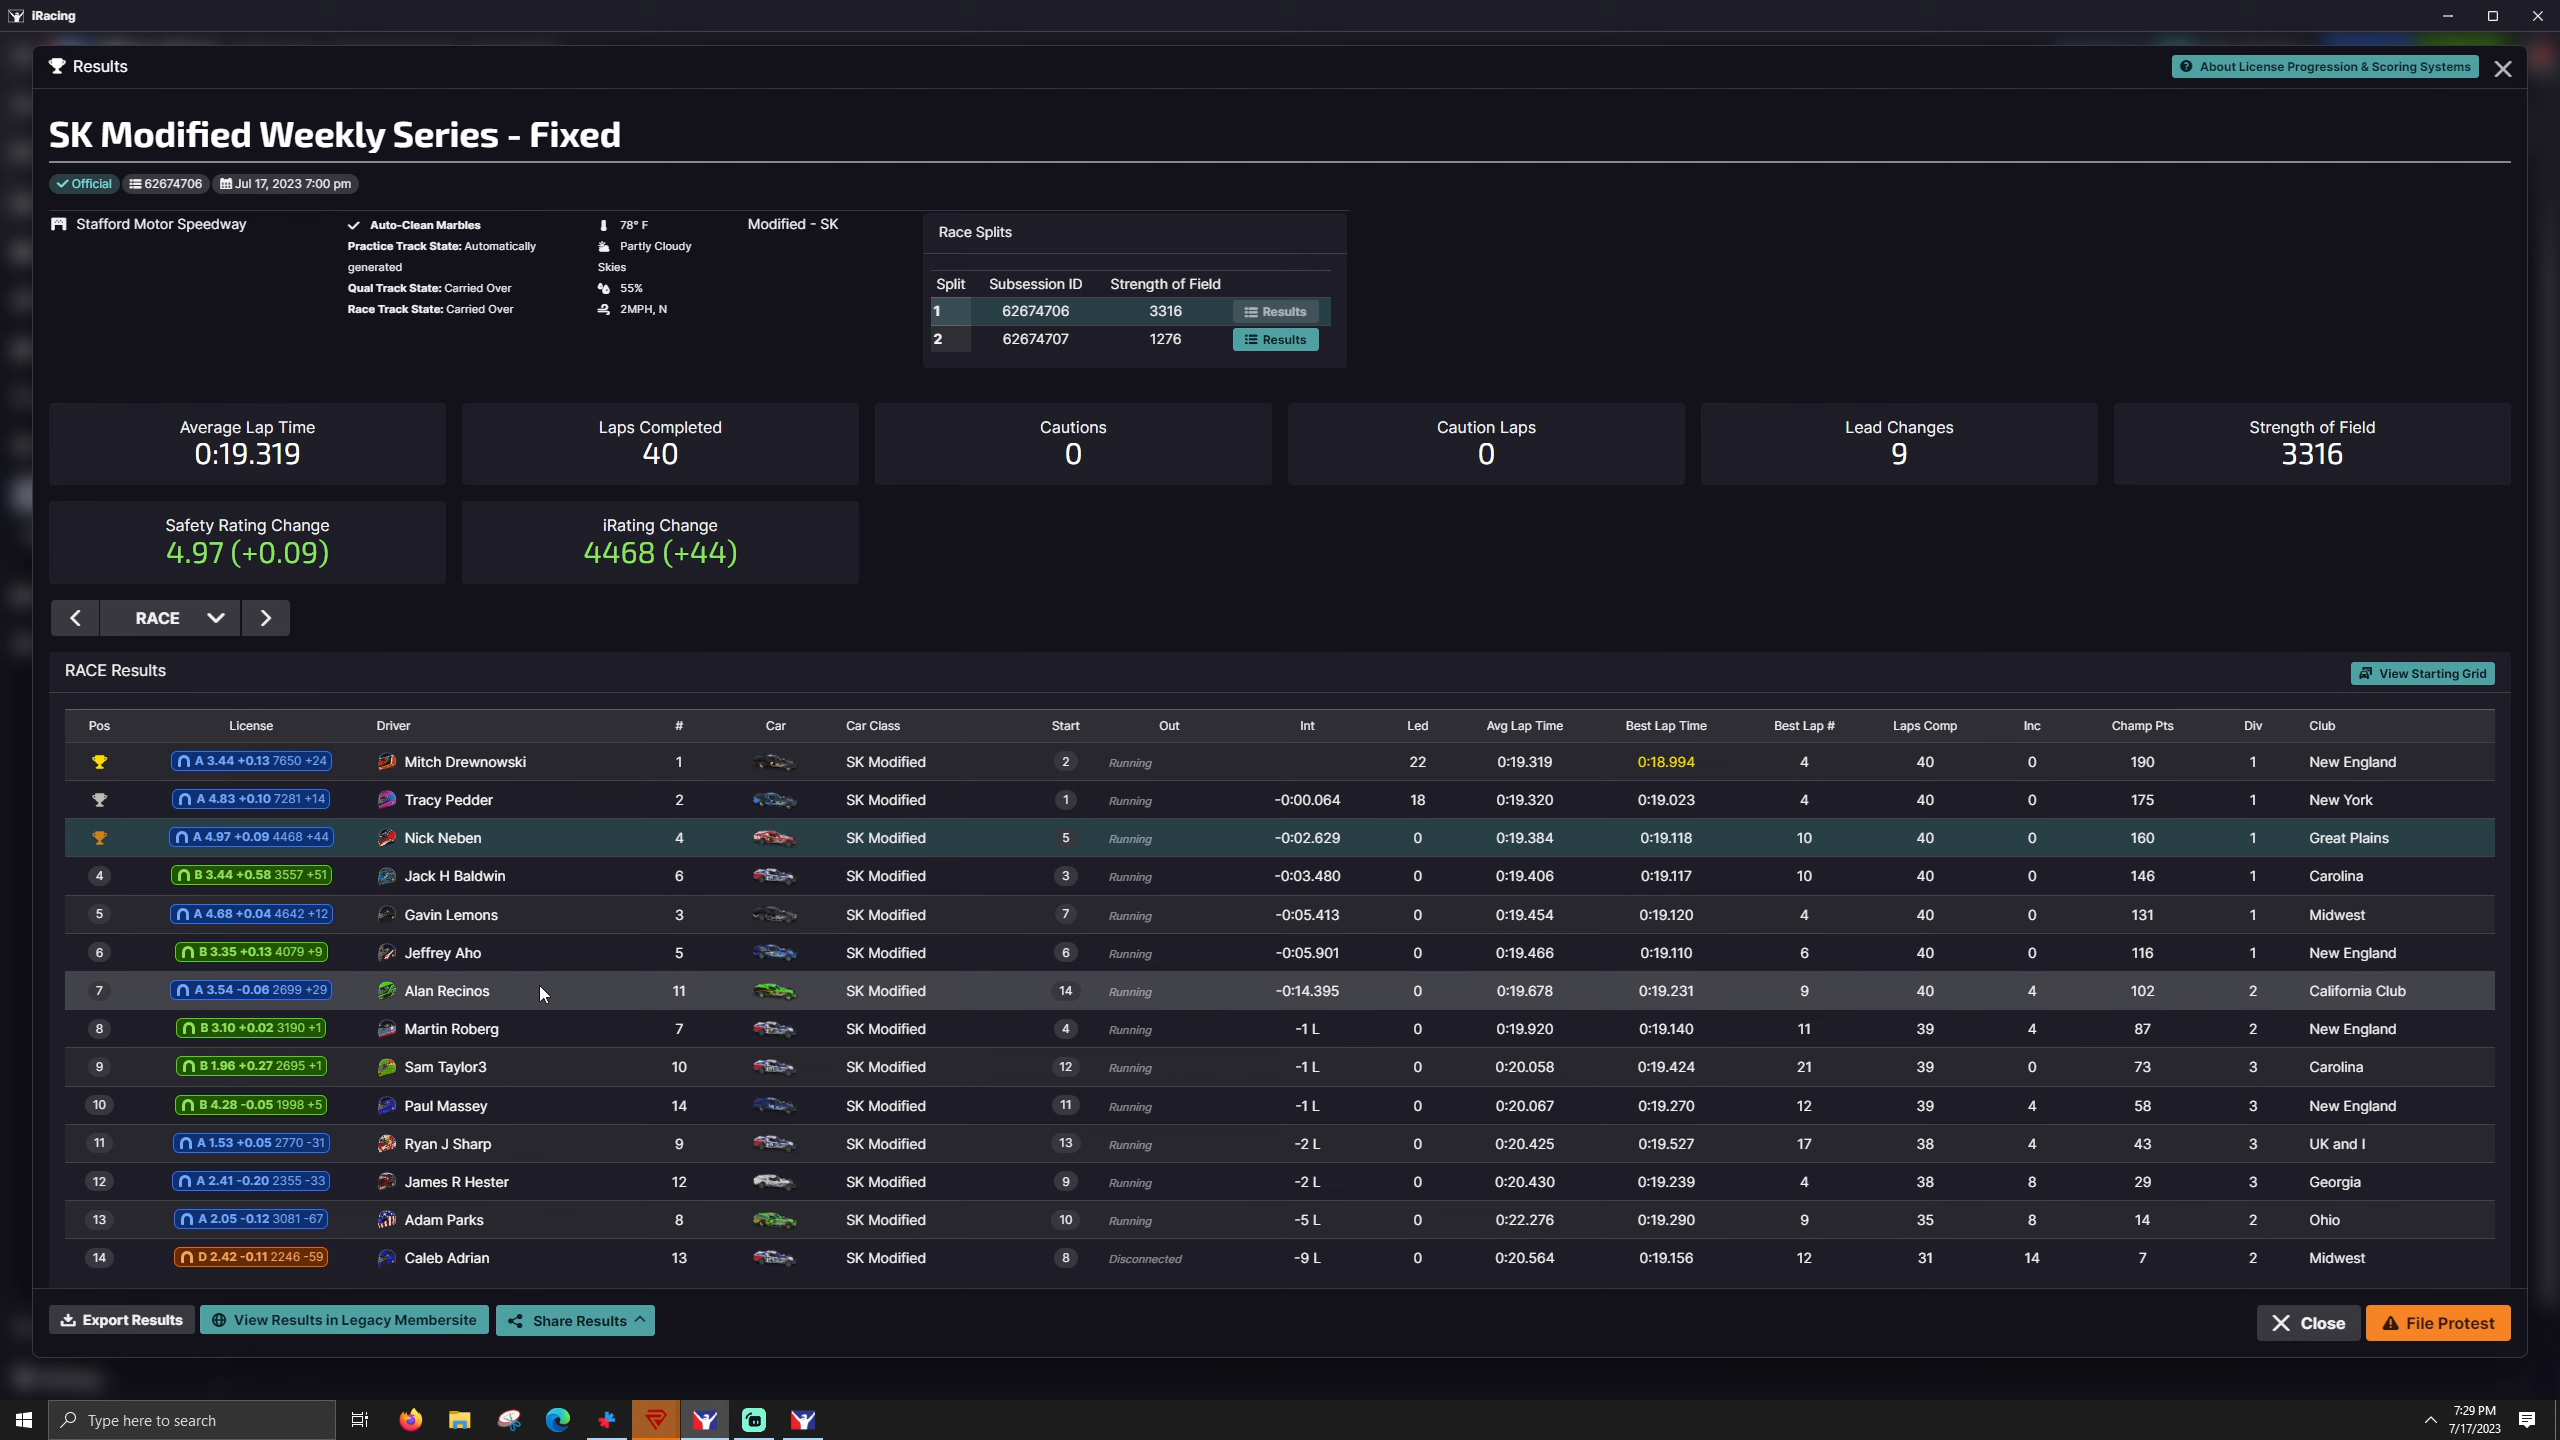 iRacing
Results
About License Progression & Scoring Systems
SK Modified Weekly Series - Fixed
Official 62674706 Jul 17, 2023 7:00 pm
Stafford Motor Speedway
Auto-Clean Marbles
Practice Track State: Automatically
generated
Qual Track State: Carried Over
Race Track State: Carried Over
78° F
Partly Cloudy
Skies
55%
2MPH, N
Modified - SK
Race Splits
Split Subsession ID Strength of Field
1 62674706 3316 Results
2 62674707 1276 Results
Average Lap Time
0:19.319
Laps Completed
40
Cautions
0
Caution Laps
0
Lead Changes
9
Strength of Field
3316
Safety Rating Change
4.97 (+0.09)
iRating Change
4468 (+44)
RACE
RACE Results
View Starting Grid
Pos License Driver # Car Car Class Start Out Int Led Avg Lap Time Best Lap Time Best Lap # Laps Comp Inc Champ Pts Div Club
A 3.44 +0.13 7650 +24 Mitch Drewnowski 1 SK Modified 2 Running 22 0:19.319 0:18.994 4 40 0 190 1 New England
A 4.83 +0.10 7281 +14 Tracy Pedder 2 SK Modified 1 Running -0:00.064 18 0:19.320 0:19.023 4 40 0 175 1 New York
A 4.97 +0.09 4468 +44 Nick Neben 4 SK Modified 5 Running -0:02.629 0 0:19.384 0:19.118 10 40 0 160 1 Great Plains
4 B 3.44 +0.58 3557 +51 Jack H Baldwin 6 SK Modified 3 Running -0:03.480 0 0:19.406 0:19.117 10 40 0 146 1 Carolina
5 A 4.68 +0.04 4642 +12 Gavin Lemons 3 SK Modified 7 Running -0:05.413 0 0:19.454 0:19.120 4 40 0 131 1 Midwest
6 B 3.35 +0.13 4079 +9 Jeffrey Aho 5 SK Modified 6 Running -0:05.901 0 0:19.466 0:19.110 6 40 0 116 1 New England
7 A 3.54 -0.06 2699 +29 Alan Recinos 11 SK Modified 14 Running -0:14.395 0 0:19.678 0:19.231 9 40 4 102 2 California Club
8 B 3.10 +0.02 3190 +1 Martin Roberg 7 SK Modified 4 Running -1 L 0 0:19.920 0:19.140 11 39 4 87 2 New England
9 B 1.96 +0.27 2695 +1 Sam Taylor3 10 SK Modified 12 Running -1 L 0 0:20.058 0:19.424 21 39 0 73 3 Carolina
10 B 4.28 -0.05 1998 +5 Paul Massey 14 SK Modified 11 Running -1 L 0 0:20.067 0:19.270 12 39 4 58 3 New England
11 A 1.53 +0.05 2770 -31 Ryan J Sharp 9 SK Modified 13 Running -2 L 0 0:20.425 0:19.527 17 38 4 43 3 UK and I
12 A 2.41 -0.20 2355 -33 James R Hester 12 SK Modified 9 Running -2 L 0 0:20.430 0:19.239 4 38 8 29 3 Georgia
13 A 2.05 -0.12 3081 -67 Adam Parks 8 SK Modified 10 Running -5 L 0 0:22.276 0:19.290 9 35 8 14 2 Ohio
14 D 2.42 -0.11 2246 -59 Caleb Adrian 13 SK Modified 8 Disconnected -9 L 0 0:20.564 0:19.156 12 31 14 7 2 Midwest
Export Results View Results in Legacy Membersite Share Results Close File Protest
Type here to search
7:29 PM
7/17/2023